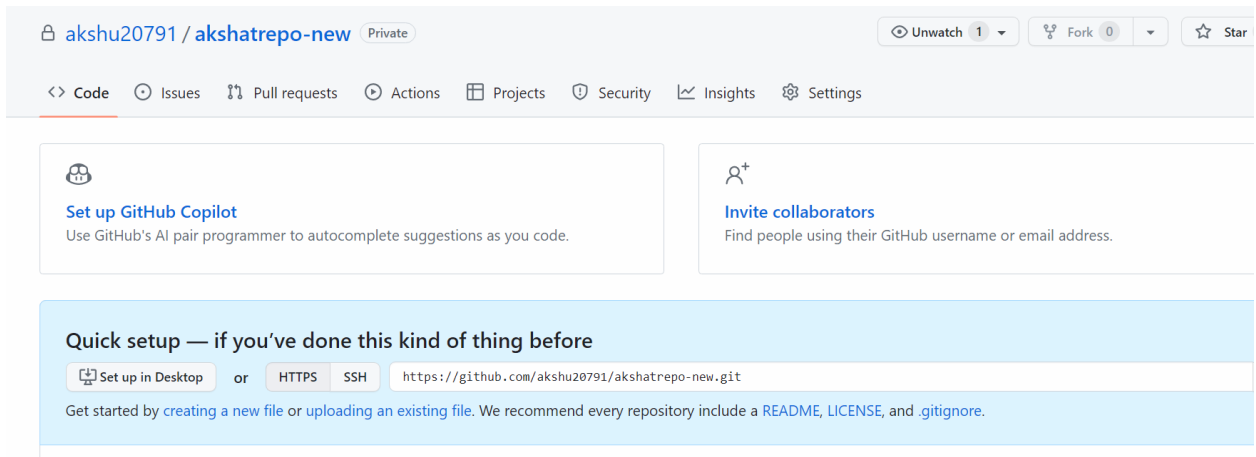 akshu20791 / akshatrepo-new Private
Unwatch 1 Fork 0 Star
Code Issues Pull requests Actions Projects Security Insights Settings
Set up GitHub Copilot
Use GitHub's AI pair programmer to autocomplete suggestions as you code.
Invite collaborators
Find people using their GitHub username or email address.
Quick setup — if you’ve done this kind of thing before
Set up in Desktop or HTTPS SSH https://github.com/akshu20791/akshatrepo-new.git
Get started by creating a new file or uploading an existing file. We recommend every repository include a README, LICENSE, and .gitignore.